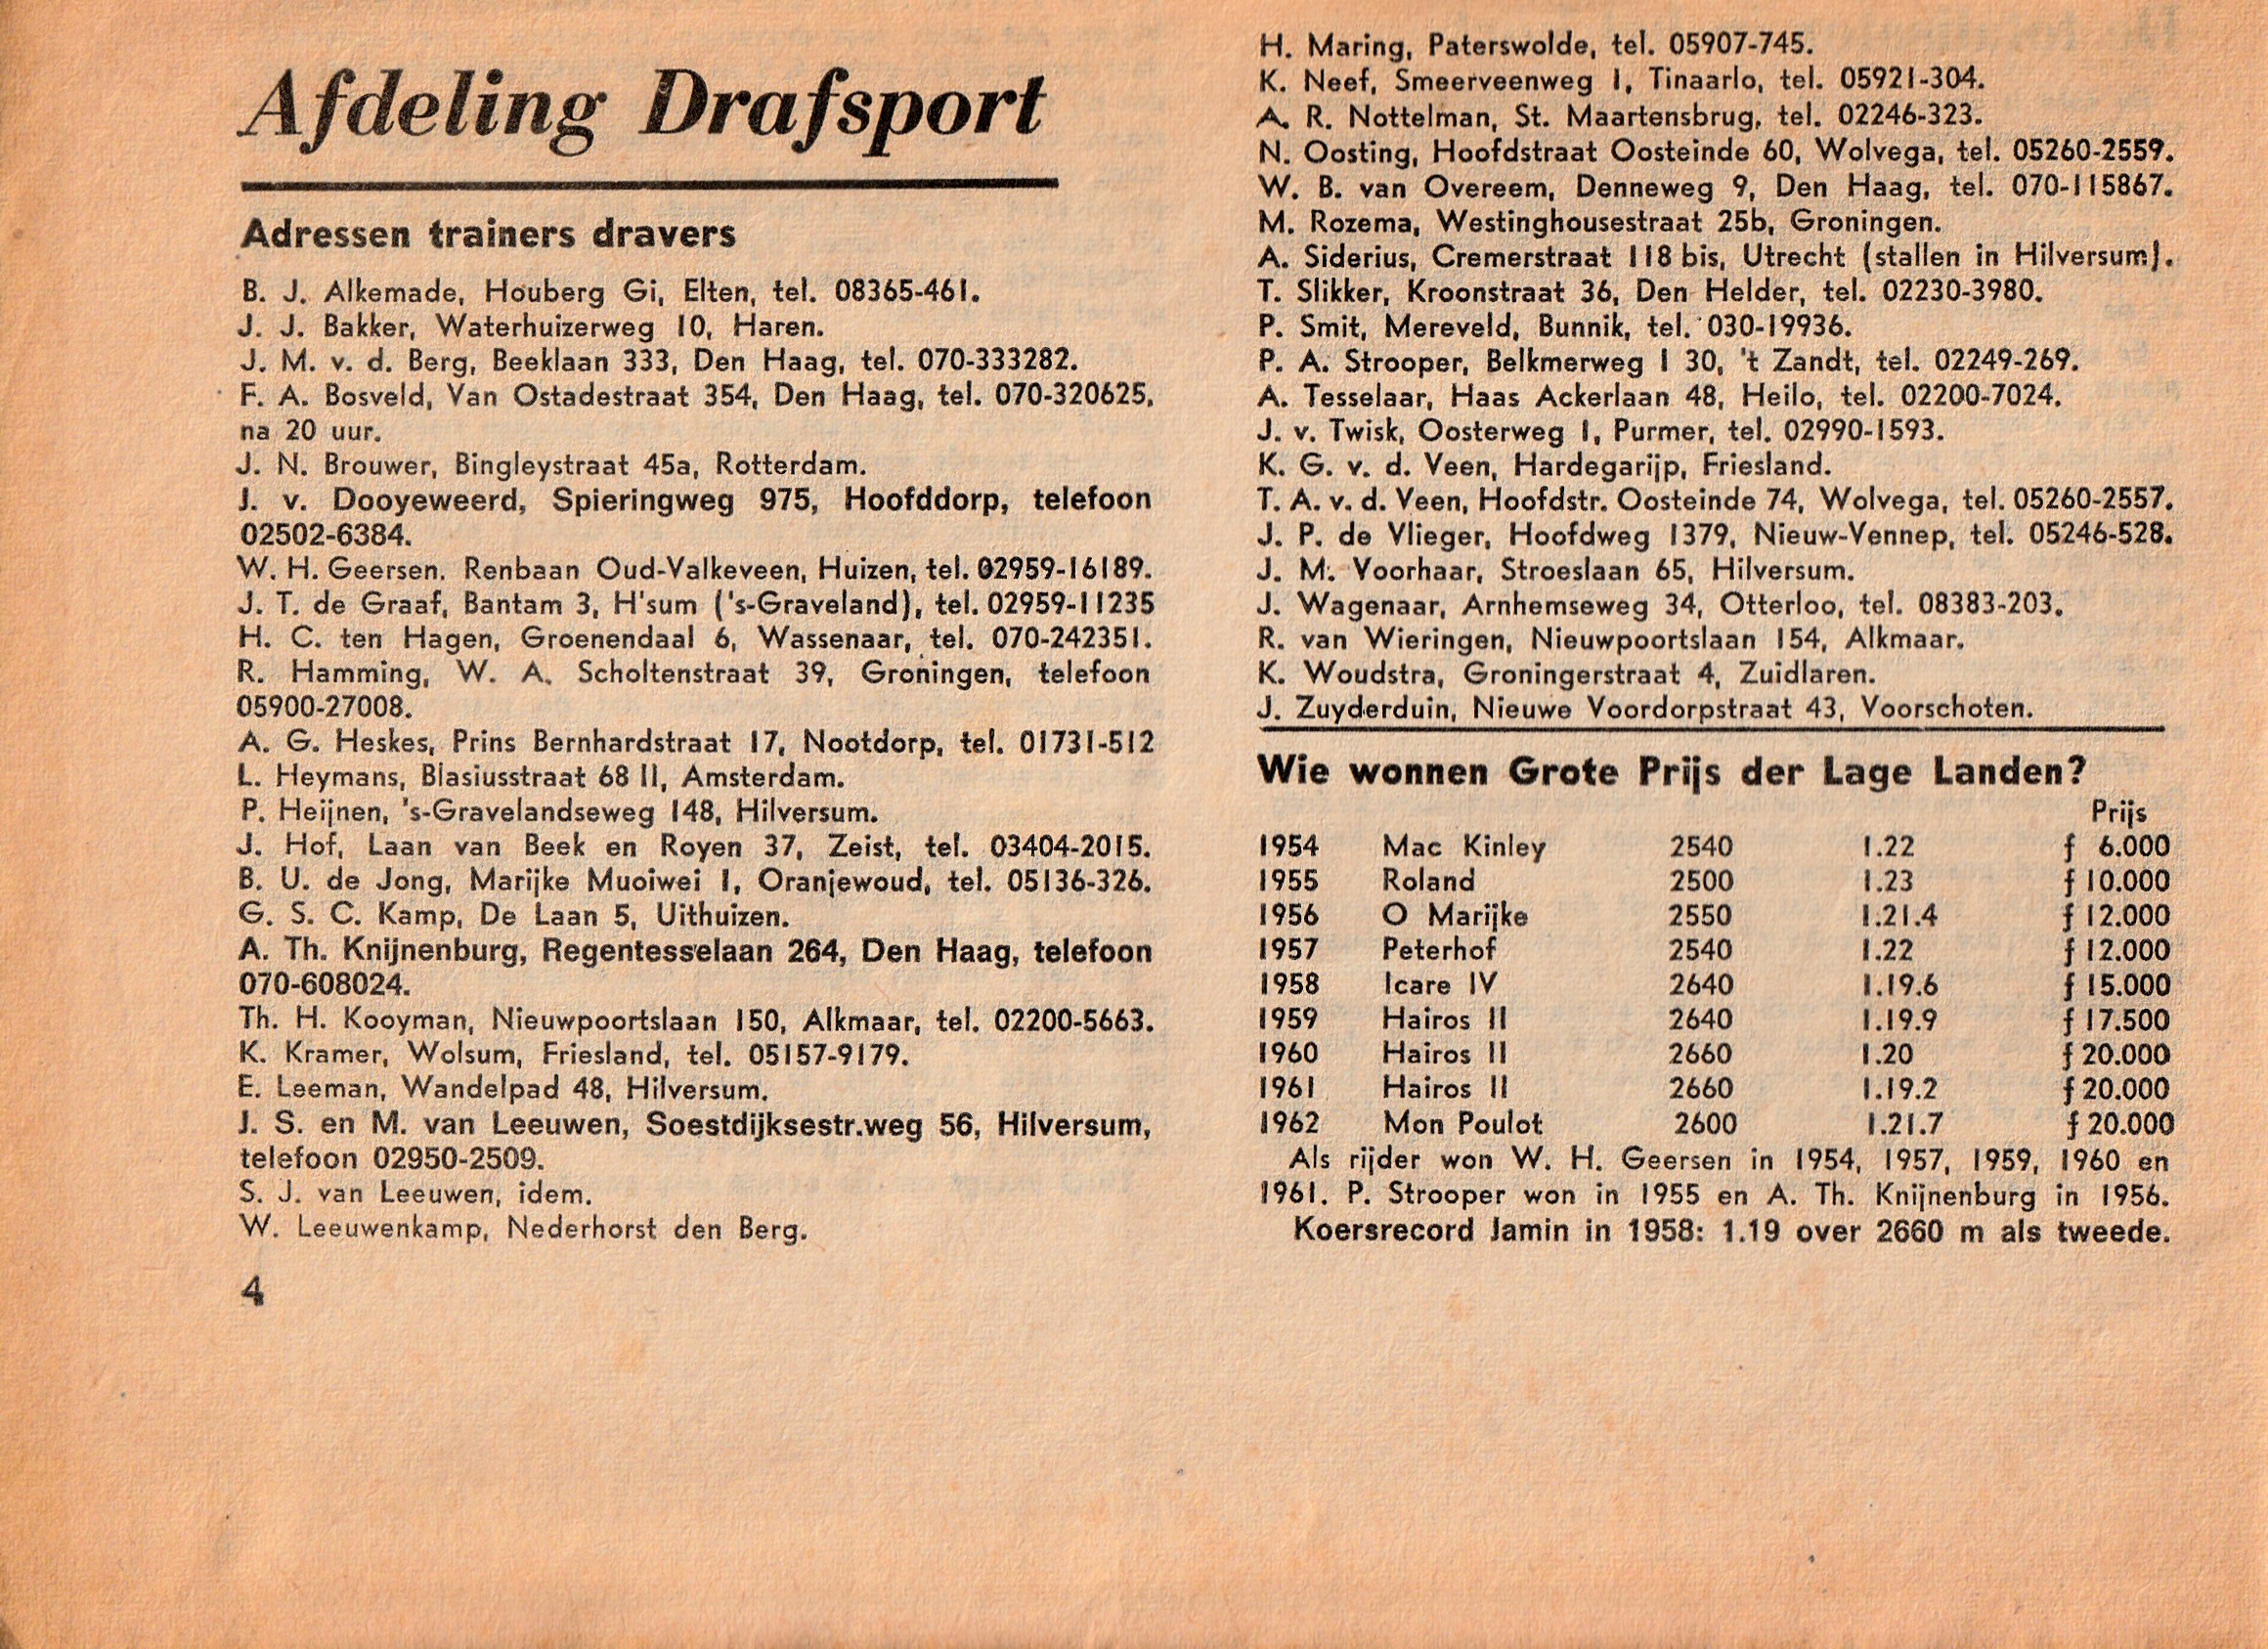 Afdeling Drafsport
Adressen trainers dravers
B. J. Alkemade, Houberg Gi, Elten, tel. 08365-461.
J. J. Bakker, Waterhuizerweg 10, Haren.
J. M. v. d. Berg, Beeklaan 333, Den Haag, tel. 070-333282.
F. A. Bosveld, Van Ostadestraat 354, Den Haag, tel. 070-320625,
na 20 uur.
J. N. Brouwer, Bingleystraat 45a, Rotterdam.
J. v. Dooyeweerd, Spieringweg 975, Hoofddorp, telefoon
02502-6384.
W. H. Geersen. Renbaan Oud-Valkeveen, Huizen, tel. 02959-16189.
J. T. de Graaf, Bantam 3, H'sum ('s-Graveland), tel. 02959-11235
H. C. ten Hagen, Groenendaal 6, Wassenaar, tel. 070-242351.
R. Hamming, W. A. Scholtenstraat 39, Groningen, telefoon
05900-27008.
A. G. Heskes, Prins Bernhardstraat 17, Nootdorp, tel. 01731-512
L. Heymans, Blasiusstraat 68 II, Amsterdam.
P. Heijnen, 's-Gravelandseweg 148, Hilversum.
J. Hof, Laan van Beek en Royen 37, Zeist, tel. 03404-2015.
B. U. de Jong, Marijke Muoiwei 1, Oranjewoud, tel. 05136-326.
G. S. C. Kamp, De Laan 5, Uithuizen.
A. Th. Knijnenburg, Regentesselaan 264, Den Haag, telefoon
070-608024.
Th. H. Kooyman, Nieuwpoortslaan 150, Alkmaar, tel. 02200-5663.
K. Kramer, Wolsum, Friesland, tel. 05157-9179.
E. Leeman, Wandelpad 48, Hilversum.
J. S. en M. van Leeuwen, Soestdijksestr.weg 56, Hilversum,
telefoon 02950-2509.
S. J. van Leeuwen, idem.
W. Leeuwenkamp, Nederhorst den Berg.
4
H. Maring, Paterswolde, tel. 05907-745.
K. Neef, Smeerveenweg 1, Tinaarlo, tel. 05921-304.
A. R. Nottelman, St. Maartensbrug, tel. 02246-323.
N. Oosting, Hoofdstraat Oosteinde 60, Wolvega, tel. 05260-2559.
W. B. van Overeem, Denneweg 9, Den Haag, tel. 070-115867.
M. Rozema, Westinghousestraat 25b, Groningen.
A. Siderius, Cremerstraat 118 bis, Utrecht (stallen in Hilversum).
T. Slikker, Kroonstraat 36, Den Helder, tel. 02230-3980.
P. Smit, Mereveld, Bunnik, tel. 030-19936.
P. A. Strooper, Belkmerweg I 30, 't Zandt, tel. 02249-269.
A. Tesselaar, Haas Ackerlaan 48, Heilo, tel. 02200-7024.
J. v. Twisk, Oosterweg 1, Purmer, tel. 02990-1593.
K. G. v. d. Veen, Hardegarijp, Friesland.
T. A. v. d. Veen, Hoofdstr. Oosteinde 74, Wolvega, tel. 05260-2557.
J. P. de Vlieger, Hoofdweg 1379, Nieuw-Vennep, tel. 05246-528.
J. M. Voorhaar, Stroeslaan 65, Hilversum.
J. Wagenaar, Arnhemseweg 34, Otterloo, tel. 08383-203.
R. van Wieringen, Nieuwpoortslaan 154, Alkmaar.
K. Woudstra, Groningerstraat 4, Zuidlaren.
J. Zuyderduin, Nieuwe Voordorpstraat 43, Voorschoten.
Wie wonnen Grote Prijs der Lage Landen?
Prijs
1954 Mac Kinley 2540 1.22 ƒ 6.000
1955 Roland 2500 1.23 ƒ 10.000
1956 O Marijke 2550 1.21.4 ƒ 12.000
1957 Peterhof 2540 1.22 ƒ 12.000
1958 Icare IV 2640 1.19.6 ƒ 15.000
1959 Hairos II 2640 1.19.9 ƒ 17.500
1960 Hairos II 2660 1.20 ƒ 20.000
1961 Hairos II 2660 1.19.2 ƒ 20.000
1962 Mon Poulot 2600 1.21.7 ƒ 20.000
Als rijder won W. H. Geersen in 1954, 1957, 1959, 1960 en
1961. P. Strooper won in 1955 en A. Th. Knijnenburg in 1956.
Koersrecord Jamin in 1958: 1.19 over 2660 m als tweede.